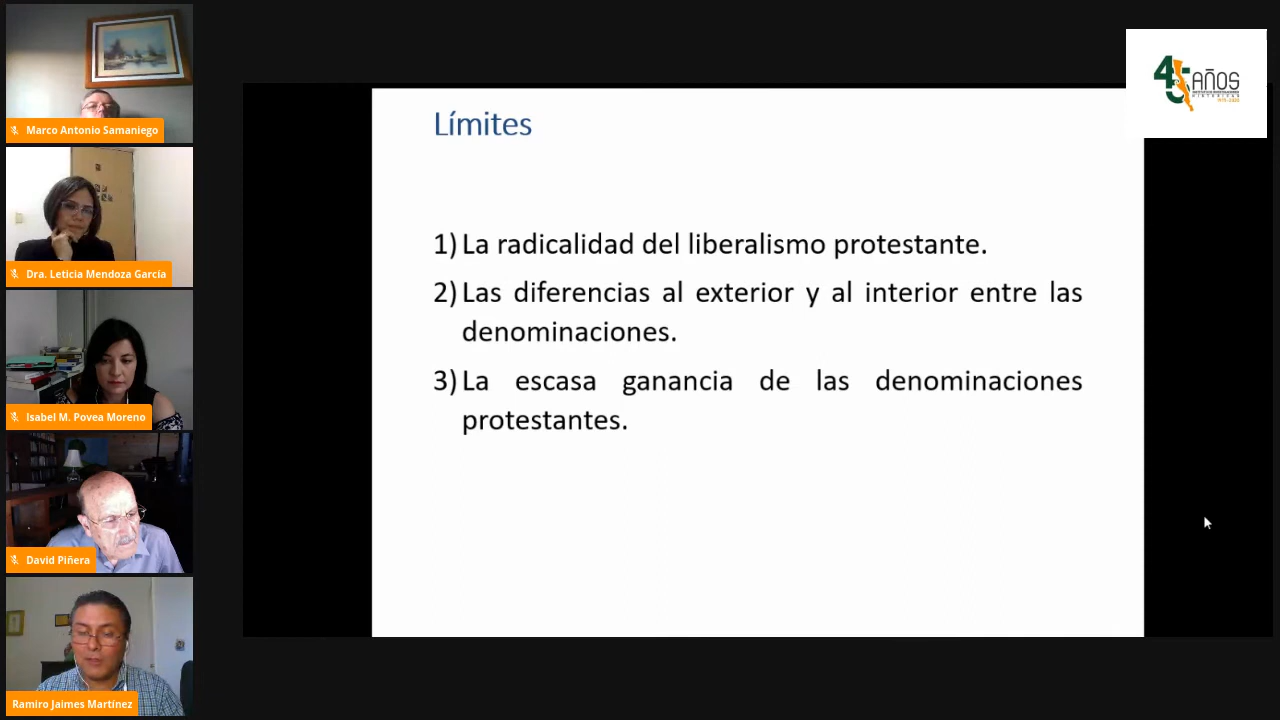 Marco Antonio Samaniego
Dra. Leticia Mendoza García
Isabel M. Povea Moreno
David Piñera
Ramiro Jaimes Martínez
Límites
1) La radicalidad del liberalismo protestante.
2) Las diferencias al exterior y al interior entre las
denominaciones.
3) La escasa ganancia de las denominaciones
protestantes.
45 AÑOS